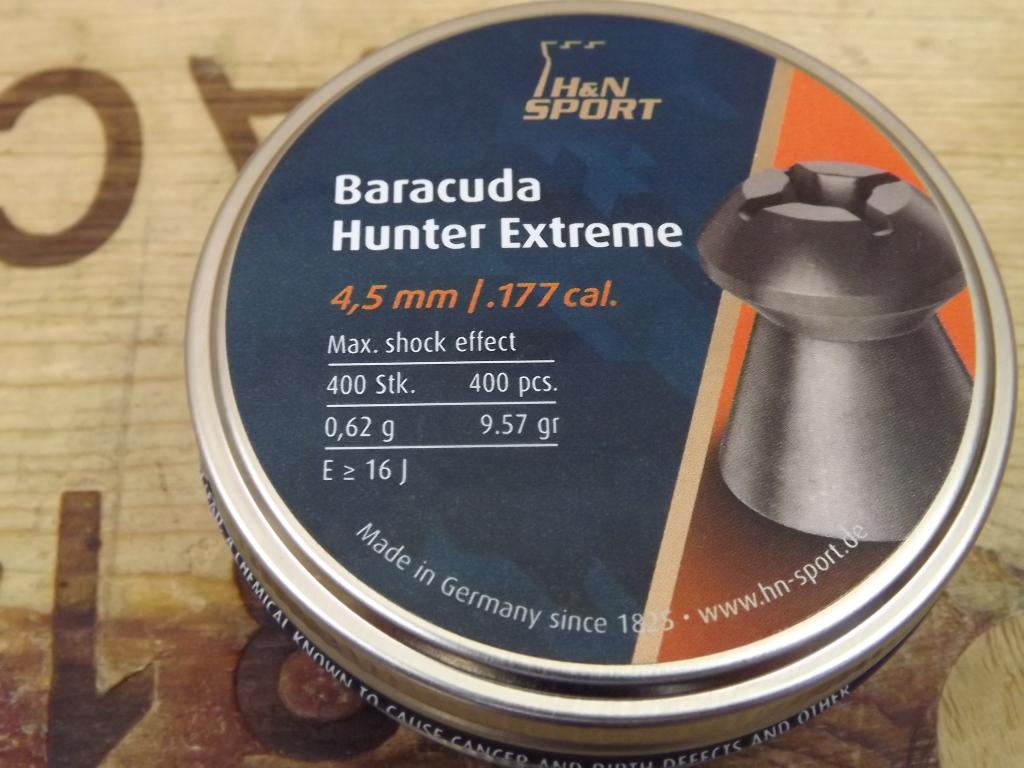 H&N
SPORT
Baracuda
Hunter Extreme
4,5 mm / .177 cal.
Max. shock effect
400 Stk. 400 pcs.
0,62 g 9.57 gr
E ≥ 16 J
Made in Germany since 1825 • www.hn-sport.de
A CHEMICAL KNOWN TO CAUSE CANCER AND BIRTH DEFECTS AND OTHER